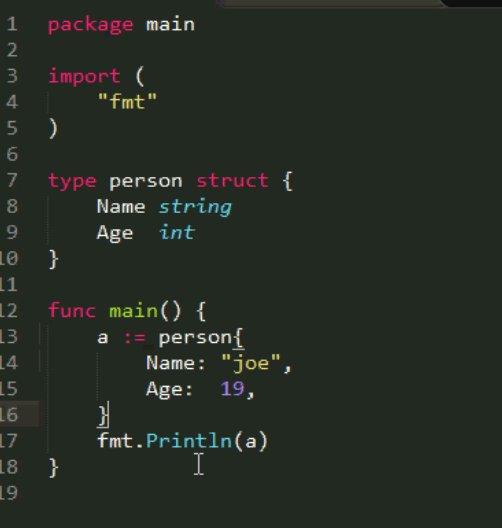 1 package main
2
3 import (
4     "fmt"
5 )
6
7 type person struct {
8     Name string
9     Age  int
10 }
11
12 func main() {
13     a := person{
14         Name: "joe",
15         Age:  19,
16     }
17     fmt.Println(a)
18 }
19